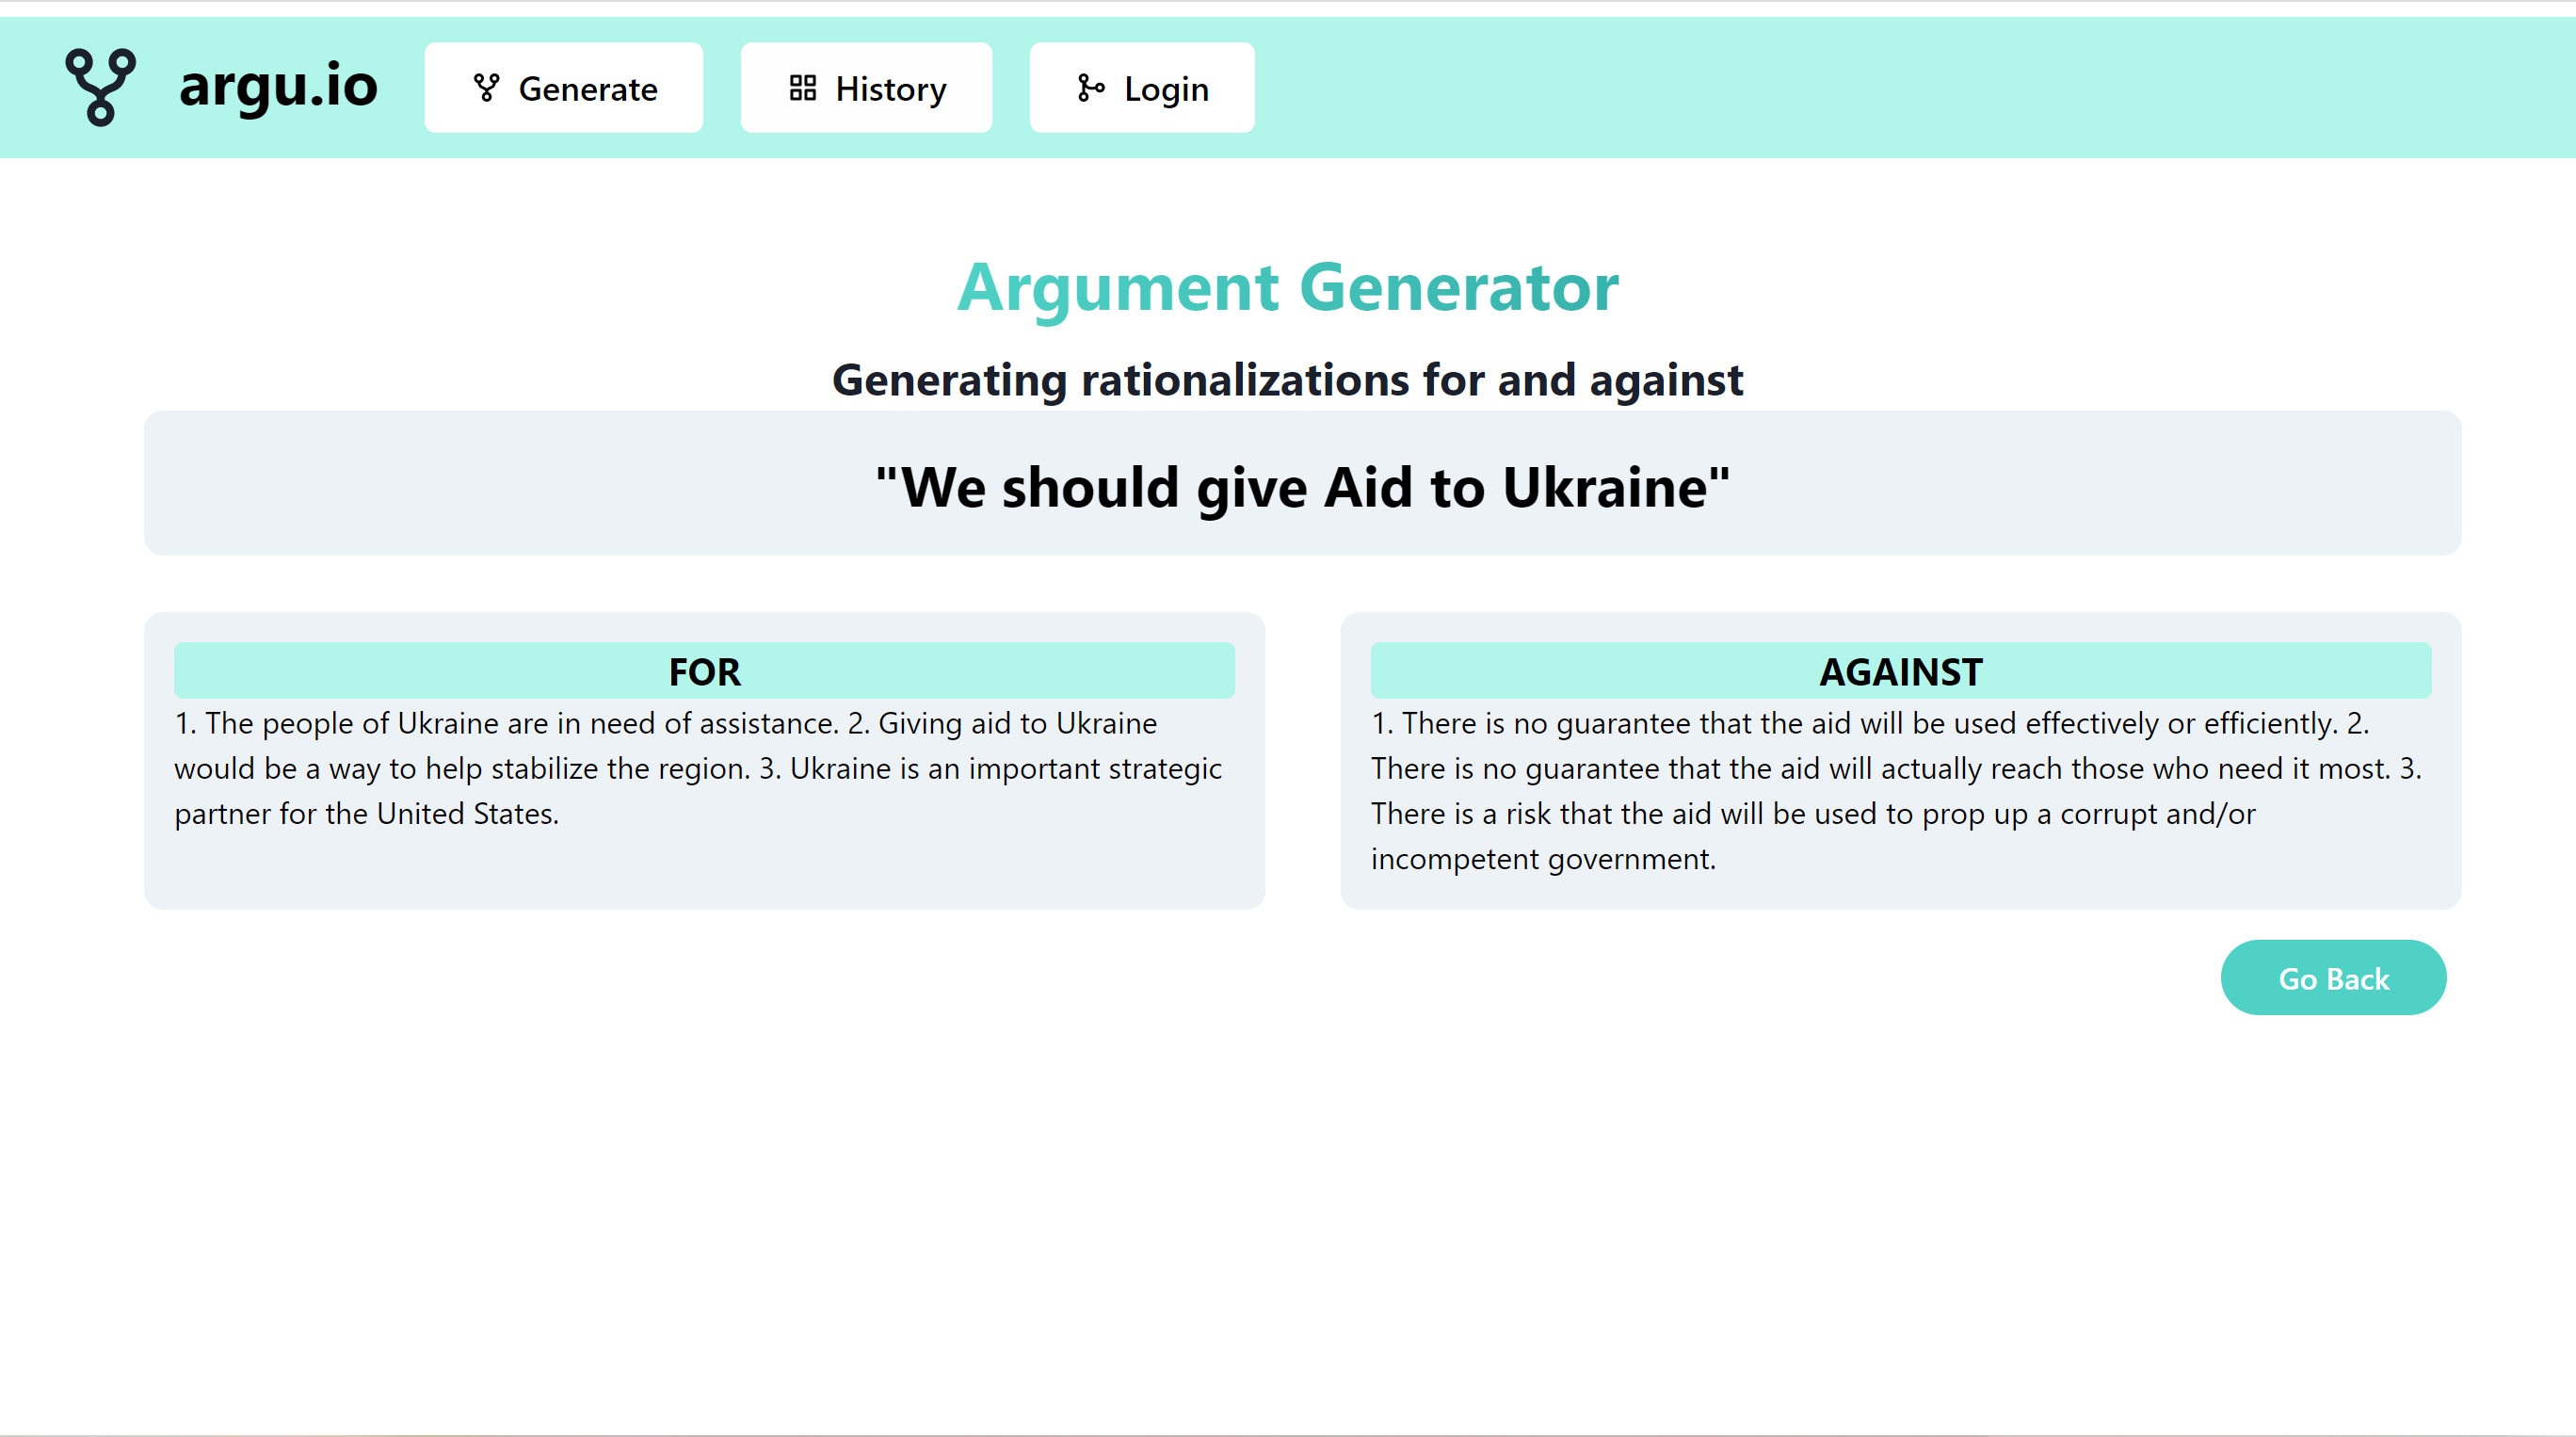 argu.io
Generate
History
Login
Argument Generator
Generating rationalizations for and against
"We should give Aid to Ukraine"
FOR
1. The people of Ukraine are in need of assistance. 2. Giving aid to Ukraine
would be a way to help stabilize the region. 3. Ukraine is an important strategic
partner for the United States.
AGAINST
1. There is no guarantee that the aid will be used effectively or efficiently. 2.
There is no guarantee that the aid will actually reach those who need it most. 3.
There is a risk that the aid will be used to prop up a corrupt and/or
incompetent government.
Go Back